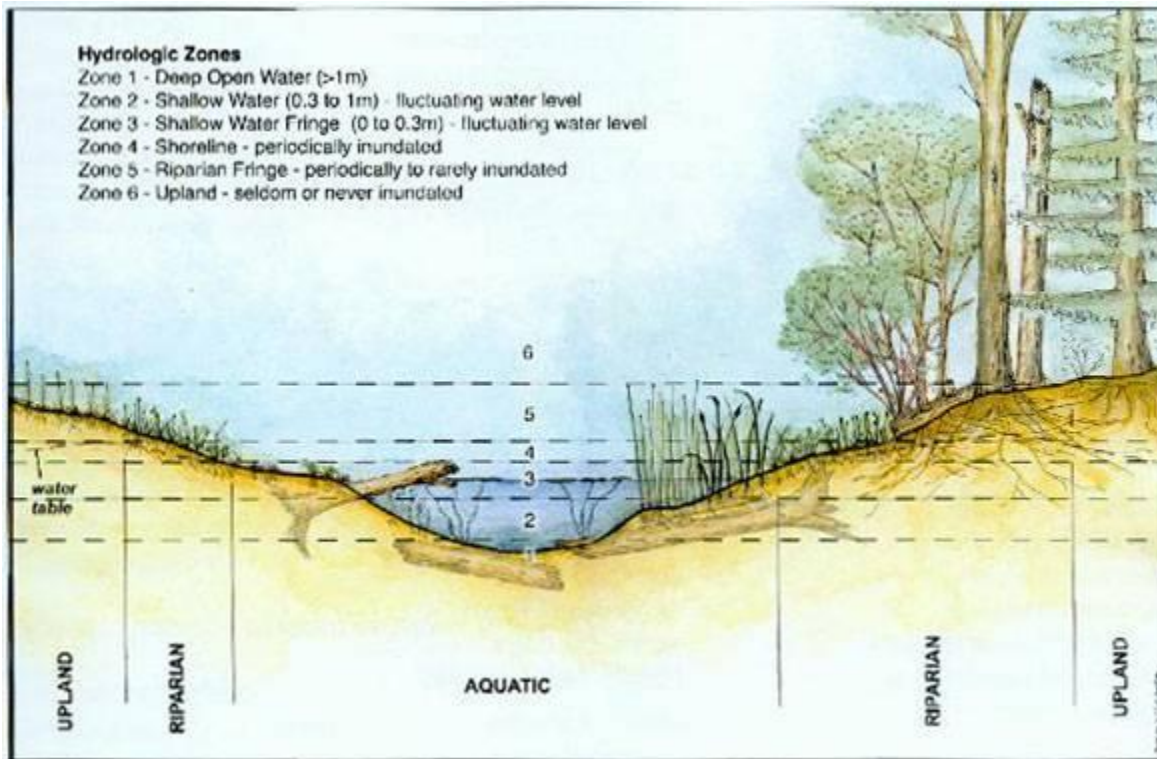 Hydrologic Zones
Zone 1 - Deep Open Water (>1m)
Zone 2 - Shallow Water (0.3 to 1m) - fluctuating water level
Zone 3 - Shallow Water Fringe (0 to 0.3m) - fluctuating water level
Zone 4 - Shoreline - periodically inundated
Zone 5 - Riparian Fringe - periodically to rarely inundated
Zone 6 - Upland - seldom or never inundated
6
5
4
3
2
1
water
table
UPLAND
RIPARIAN
AQUATIC
RIPARIAN
UPLAND